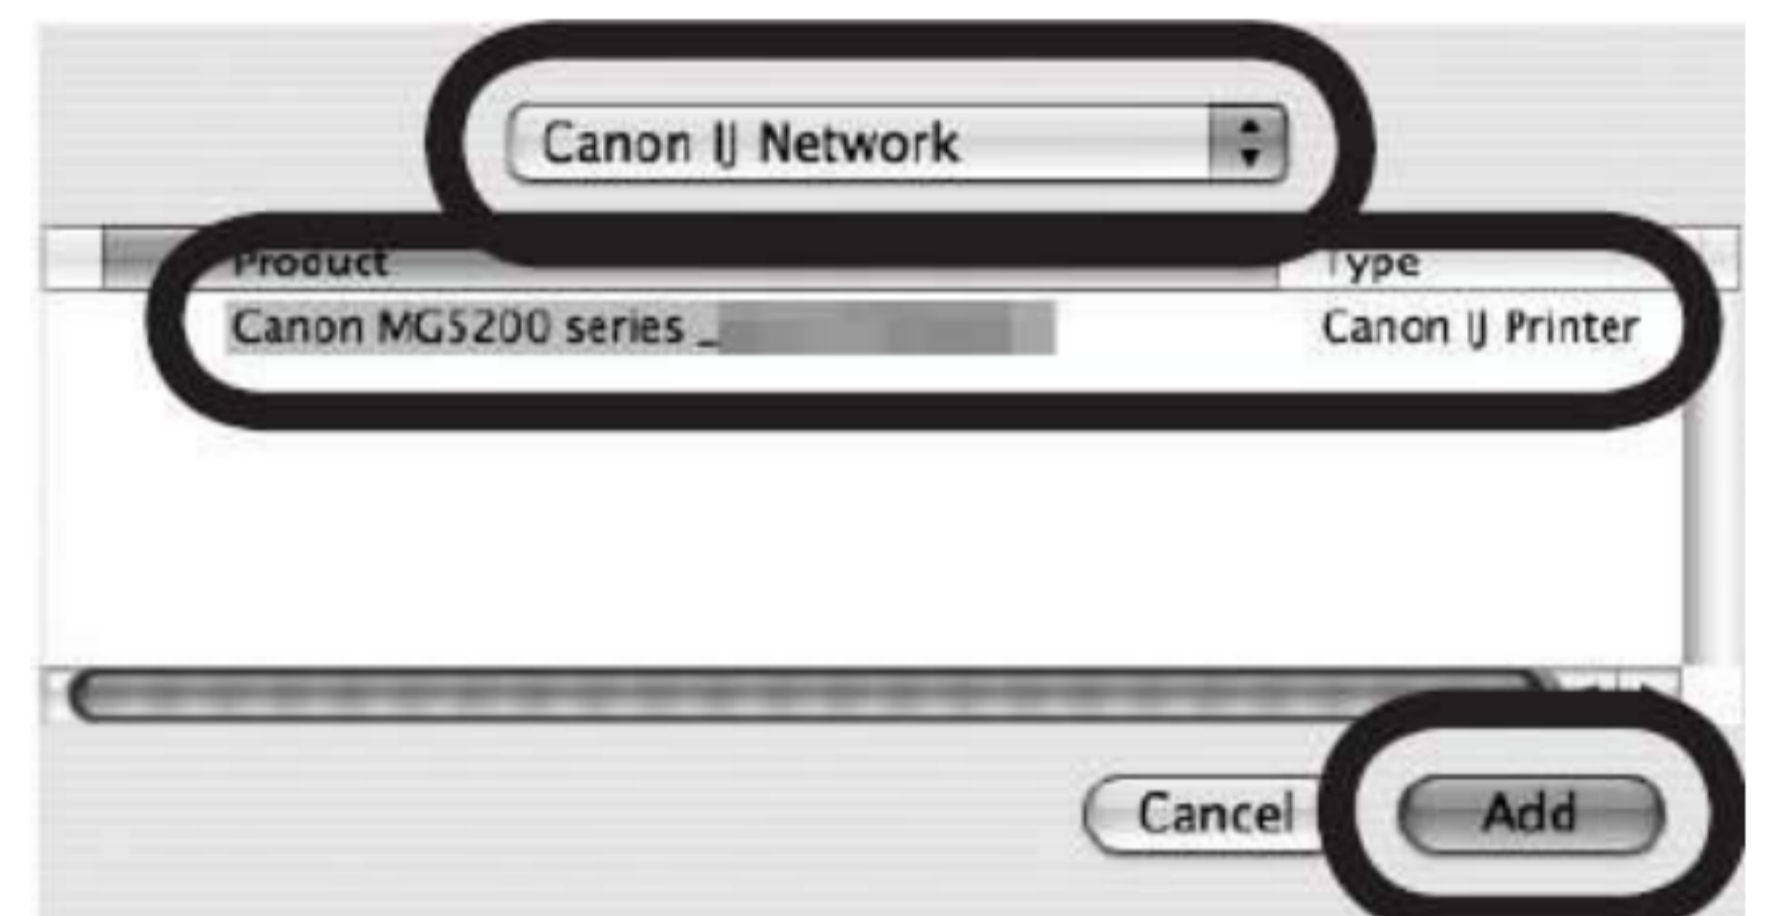 Canon IJ Network
Product Type
Canon MG5200 series _ Canon IJ Printer
Cancel Add